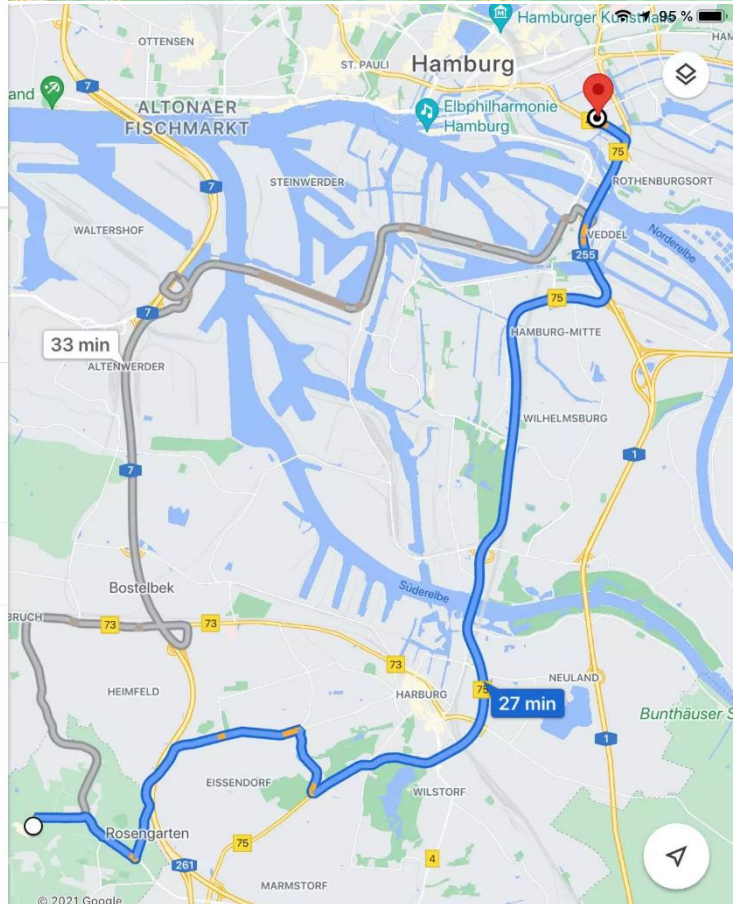 Hamburger Kunsthalle
95 %
OTTENSEN
ST. PAULI
Hamburg
7
and
ALTONAER
FISCHMARKT
Elbphilharmonie
Hamburg
75
7
STEINWERDER
ROTHENBURGSORT
WALTERSHOF
VEDDEL
Norderelbe
255
75
7
HAMBURG-MITTE
33 min
ALTENWERDER
WILHELMSBURG
1
7
Bostelbek
Süderelbe
BRUCH
73
73
73
HEIMFELD
HARBURG
75
NEULAND
27 min
Bunthäuser S
1
EISSENDORF
WILSTORF
Rosengarten
75
261
4
MARMSTORF
© 2021 Google